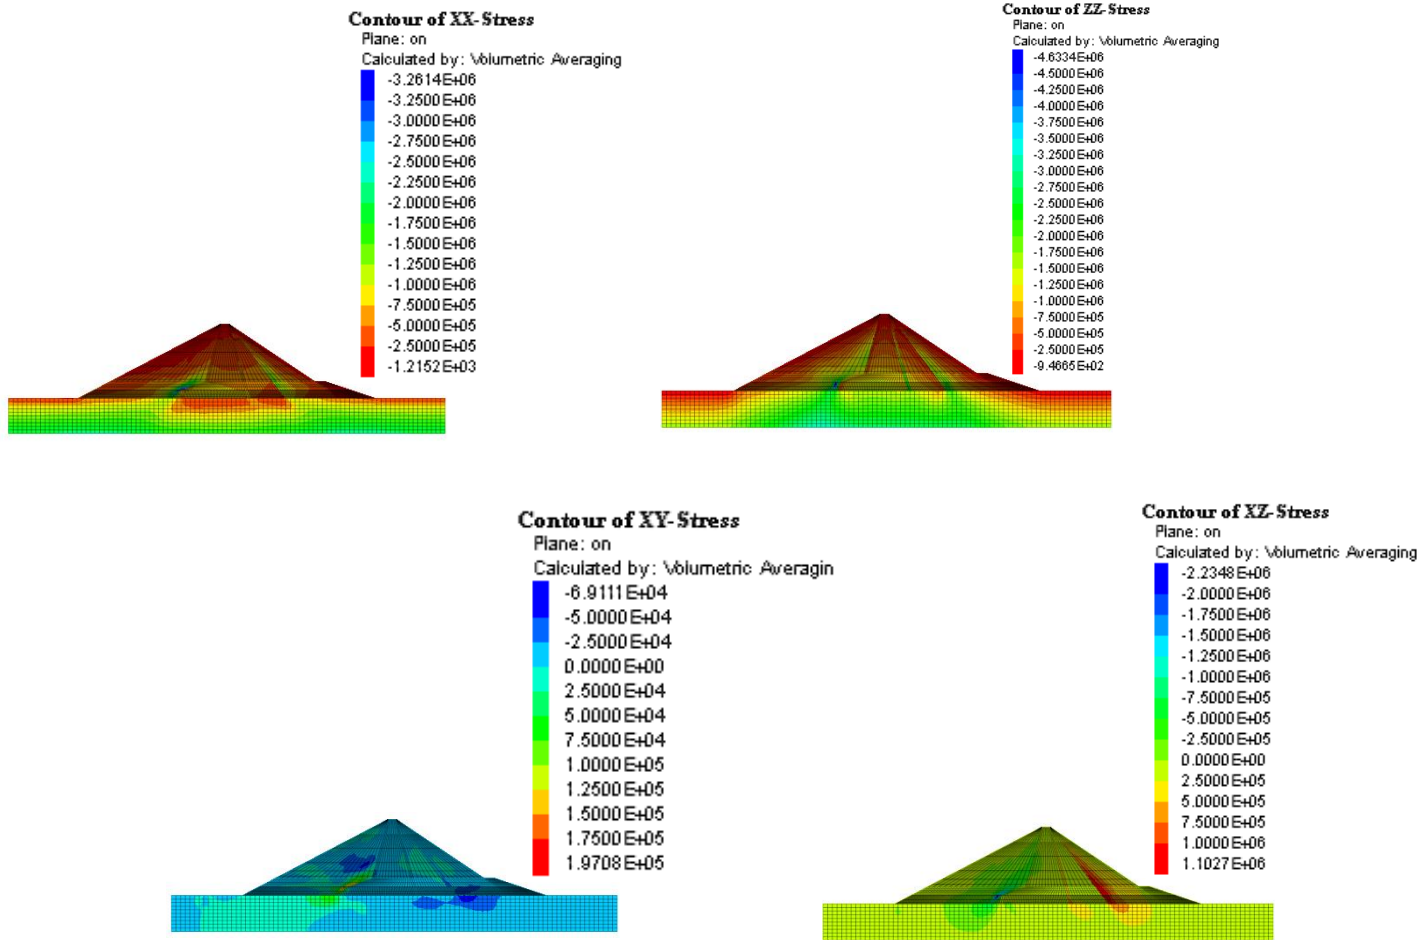 Contour of XX-Stress
Plane: on
Calculated by: Volumetric Averaging
-3.2614E+06
-3.2500E+06
-3.0000E+06
-2.7500E+06
-2.5000E+06
-2.2500E+06
-2.0000E+06
-1.7500E+06
-1.5000E+06
-1.2500E+06
-1.0000E+06
-7.5000E+05
-5.0000E+05
-2.5000E+05
-1.2152E+03
Contour of ZZ-Stress
Plane: on
Calculated by: Volumetric Averaging
-4.6334E+06
-4.5000E+06
-4.2500E+06
-4.0000E+06
-3.7500E+06
-3.5000E+06
-3.2500E+06
-3.0000E+06
-2.7500E+06
-2.5000E+06
-2.2500E+06
-2.0000E+06
-1.7500E+06
-1.5000E+06
-1.2500E+06
-1.0000E+06
-7.5000E+05
-5.0000E+05
-2.5000E+05
-9.4665E+02
Contour of XY-Stress
Plane: on
Calculated by: Volumetric Averagin
-6.9111E+04
-5.0000E+04
-2.5000E+04
0.0000E+00
2.5000E+04
5.0000E+04
7.5000E+04
1.0000E+05
1.2500E+05
1.5000E+05
1.7500E+05
1.9708E+05
Contour of XZ-Stress
Plane: on
Calculated by: Volumetric Averaging
-2.2348E+06
-2.0000E+06
-1.7500E+06
-1.5000E+06
-1.2500E+06
-1.0000E+06
-7.5000E+05
-5.0000E+05
-2.5000E+05
0.0000E+00
2.5000E+05
5.0000E+05
7.5000E+05
1.0000E+06
1.1027E+06